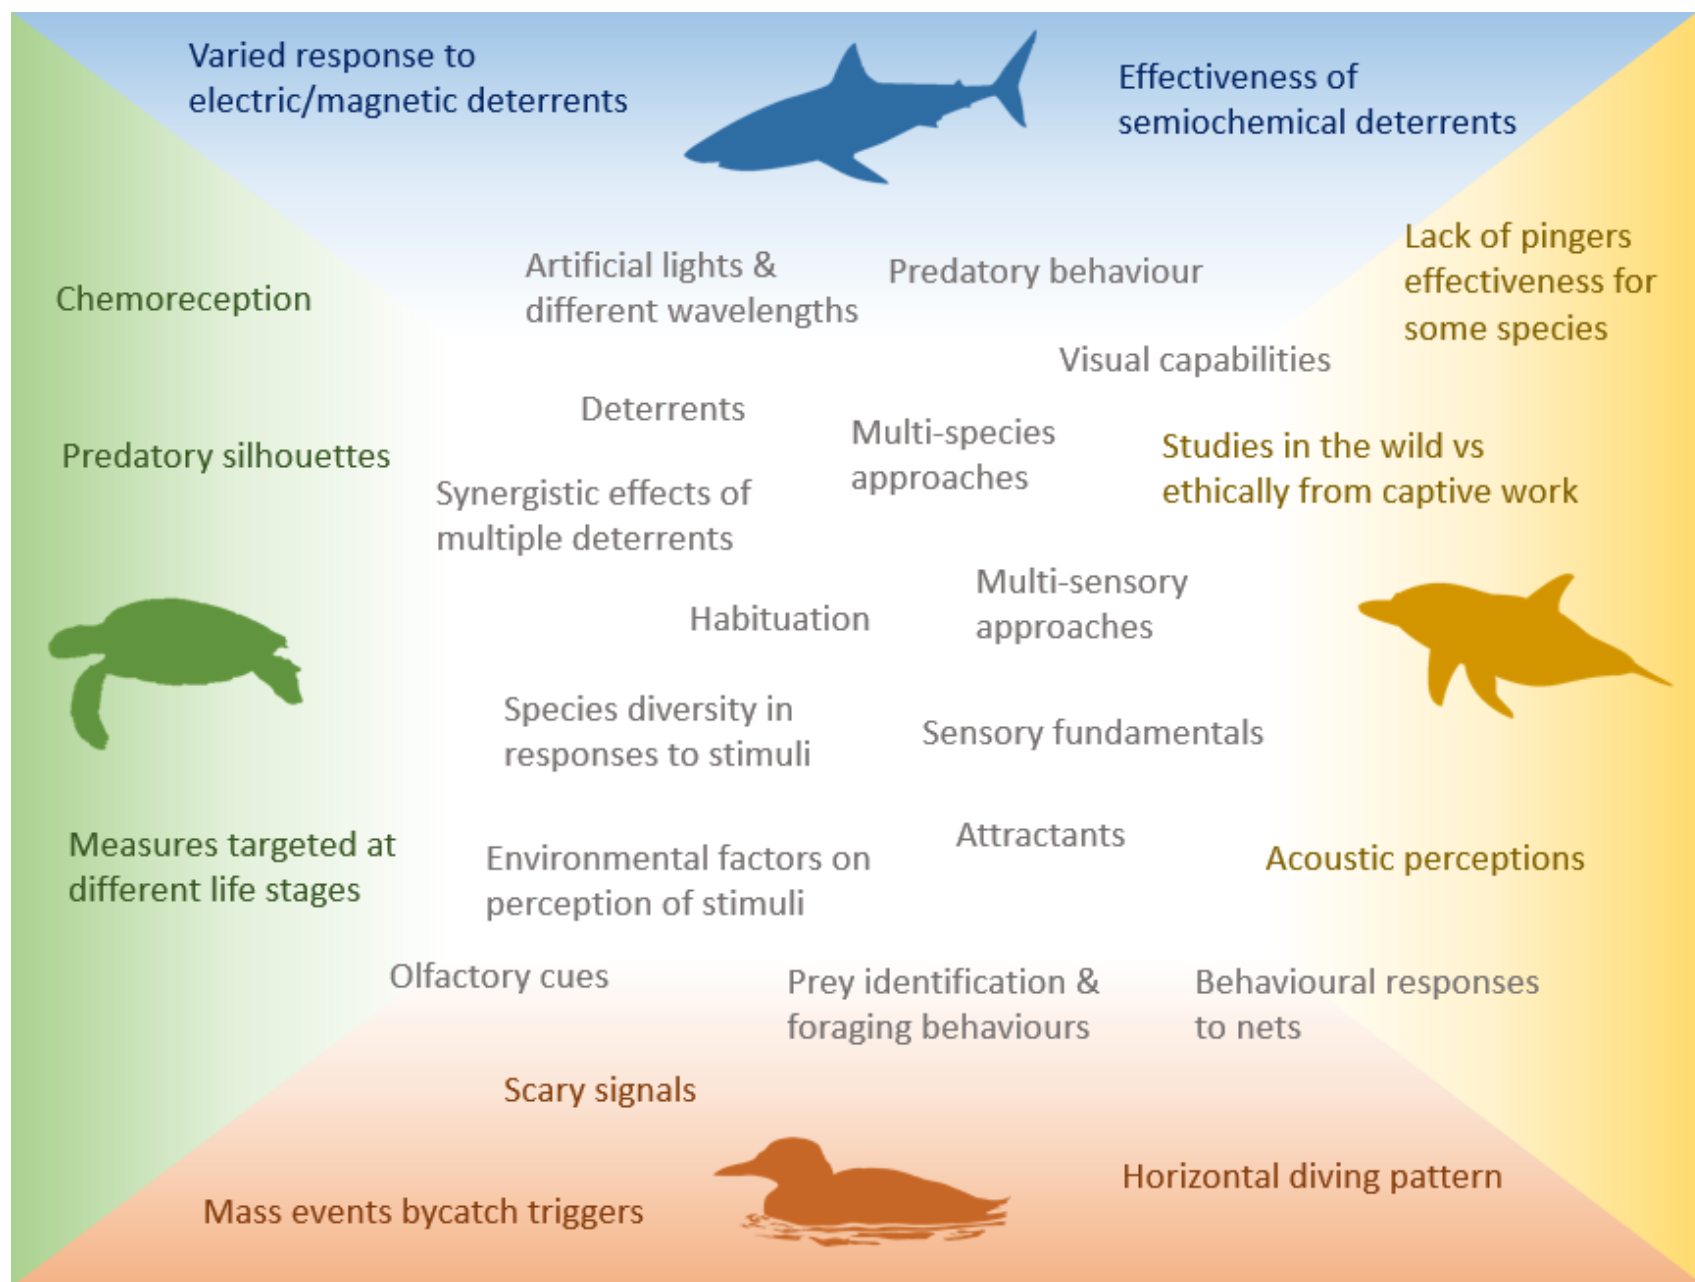 Varied response to
electric/magnetic deterrents
Effectiveness of
semiochemical deterrents
Lack of pingers
effectiveness for
some species
Artificial lights &
different wavelengths
Predatory behaviour
Chemoreception
Visual capabilities
Deterrents
Multi-species
approaches
Studies in the wild vs
ethically from captive work
Predatory silhouettes
Synergistic effects of
multiple deterrents
Multi-sensory
approaches
Habituation
Species diversity in
responses to stimuli
Sensory fundamentals
Measures targeted at
different life stages
Environmental factors on
perception of stimuli
Attractants
Acoustic perceptions
Olfactory cues
Prey identification &
foraging behaviours
Behavioural responses
to nets
Scary signals
Horizontal diving pattern
Mass events bycatch triggers